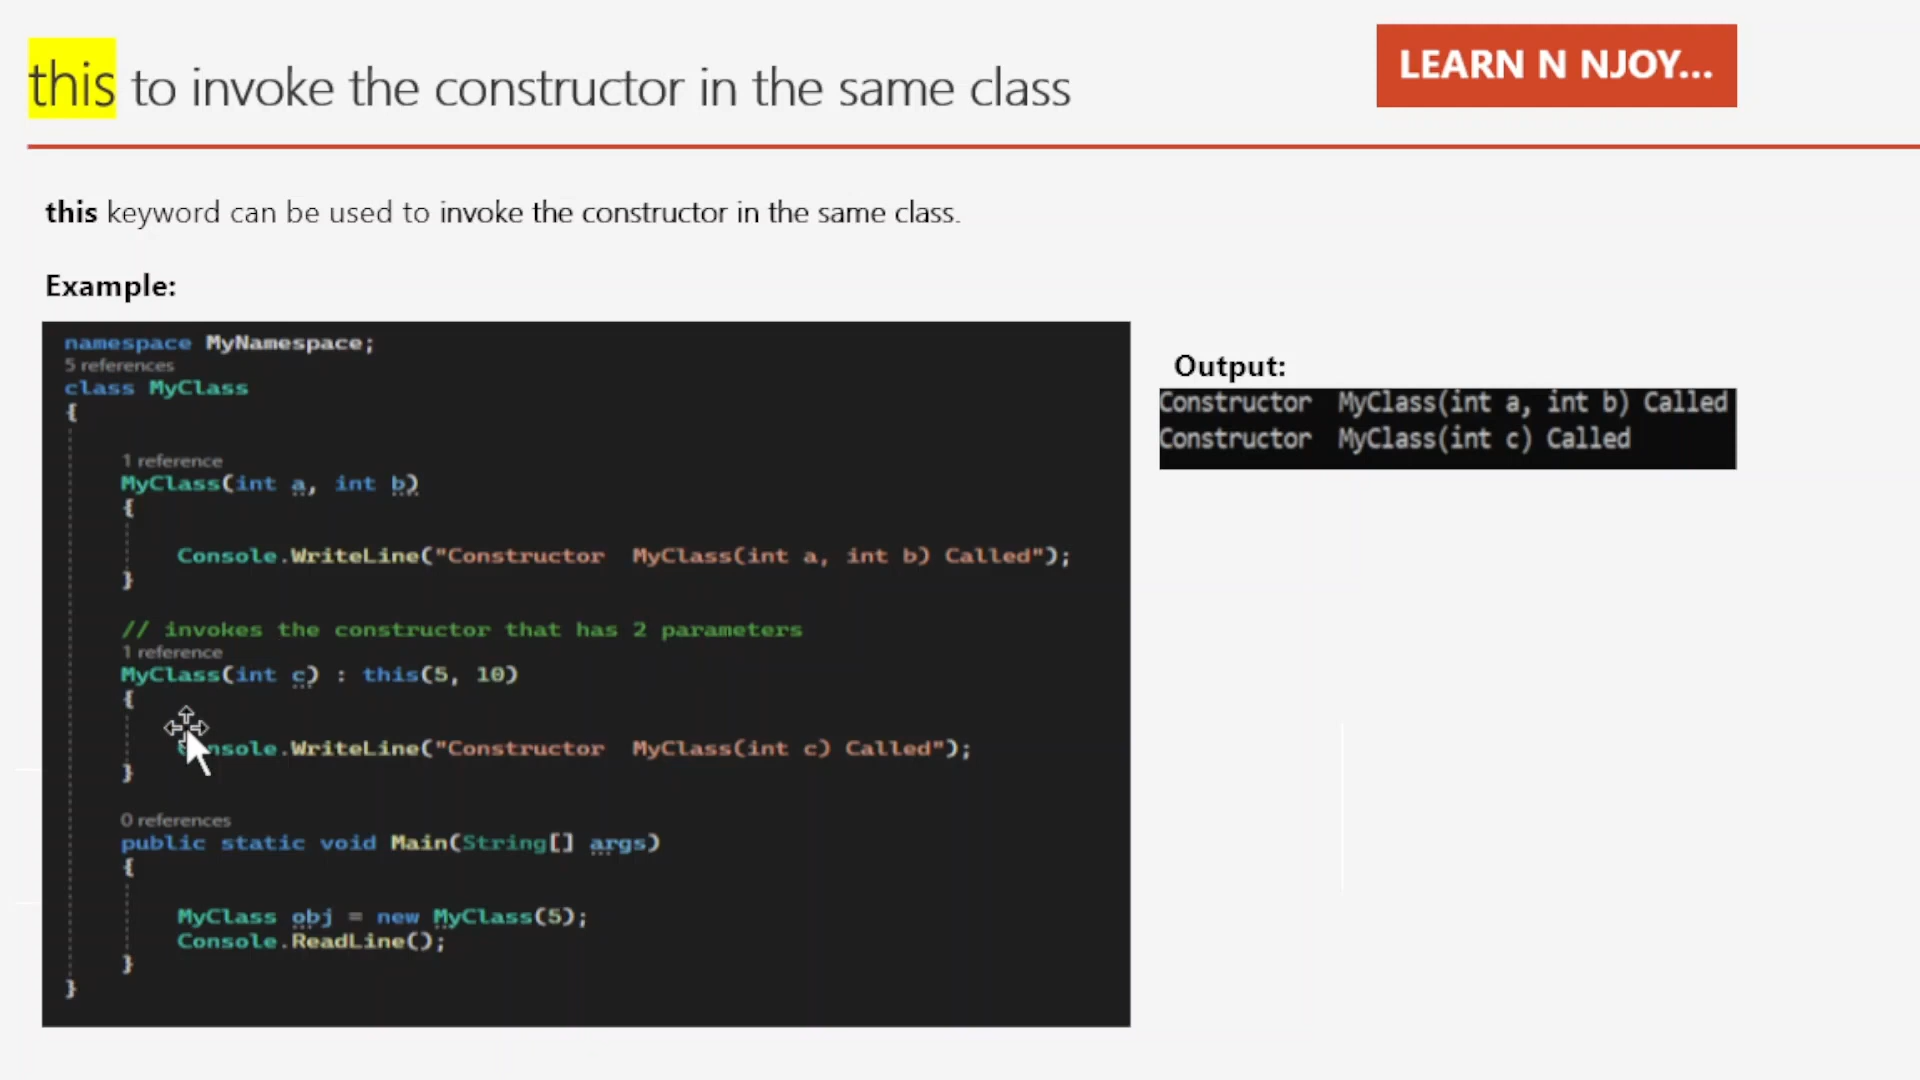 this to invoke the constructor in the same class
LEARN N NJOY...
this keyword can be used to invoke the constructor in the same class.
Example:
namespace MyNamespace;
5 references
class MyClass
{
1 reference
MyClass(int a, int b)
{
Console.WriteLine("Constructor  MyClass(int a, int b) Called");
}
// invokes the constructor that has 2 parameters
1 reference
MyClass(int c) : this(5, 10)
{
Console.WriteLine("Constructor  MyClass(int c) Called");
}
0 references
public static void Main(String[] args)
{
MyClass obj = new MyClass(5);
Console.ReadLine();
}
}
Output:
Constructor  MyClass(int a, int b) Called
Constructor  MyClass(int c) Called